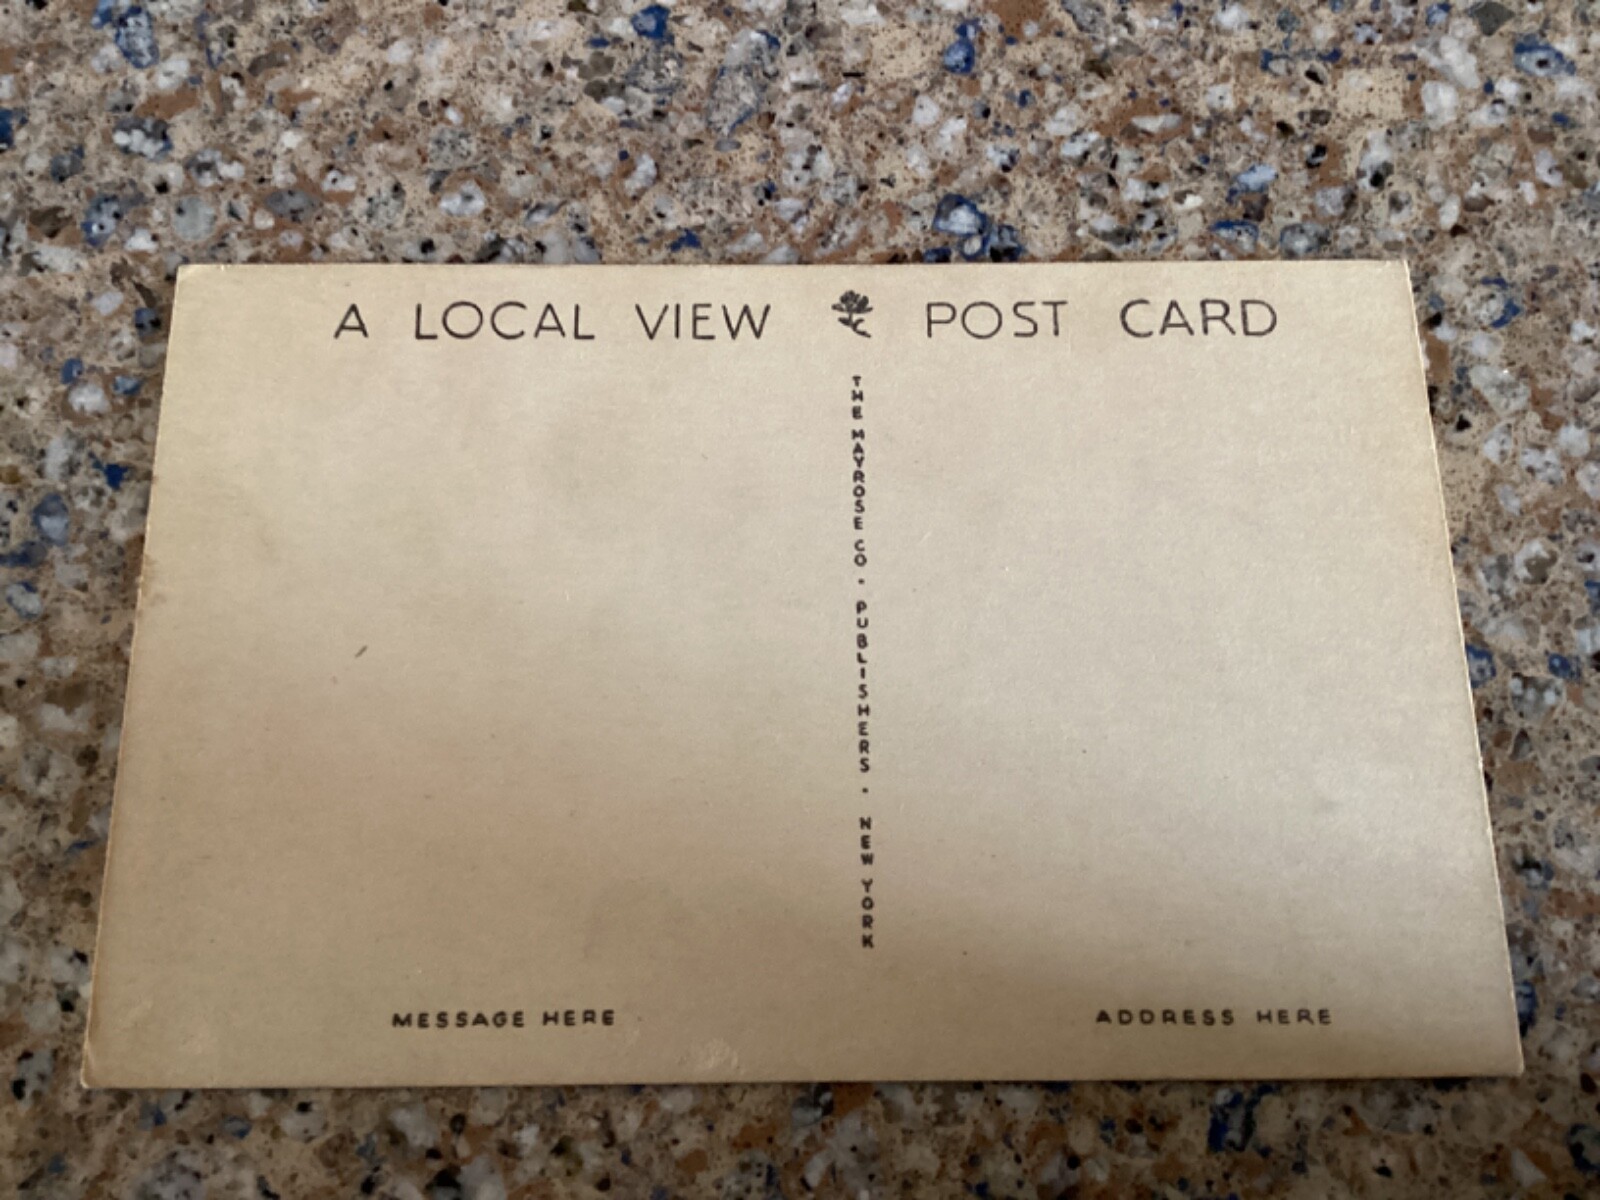 A LOCAL VIEW POST CARD
THE MAYROSE CO · PUBLISHERS · NEW YORK
MESSAGE HERE
ADDRESS HERE